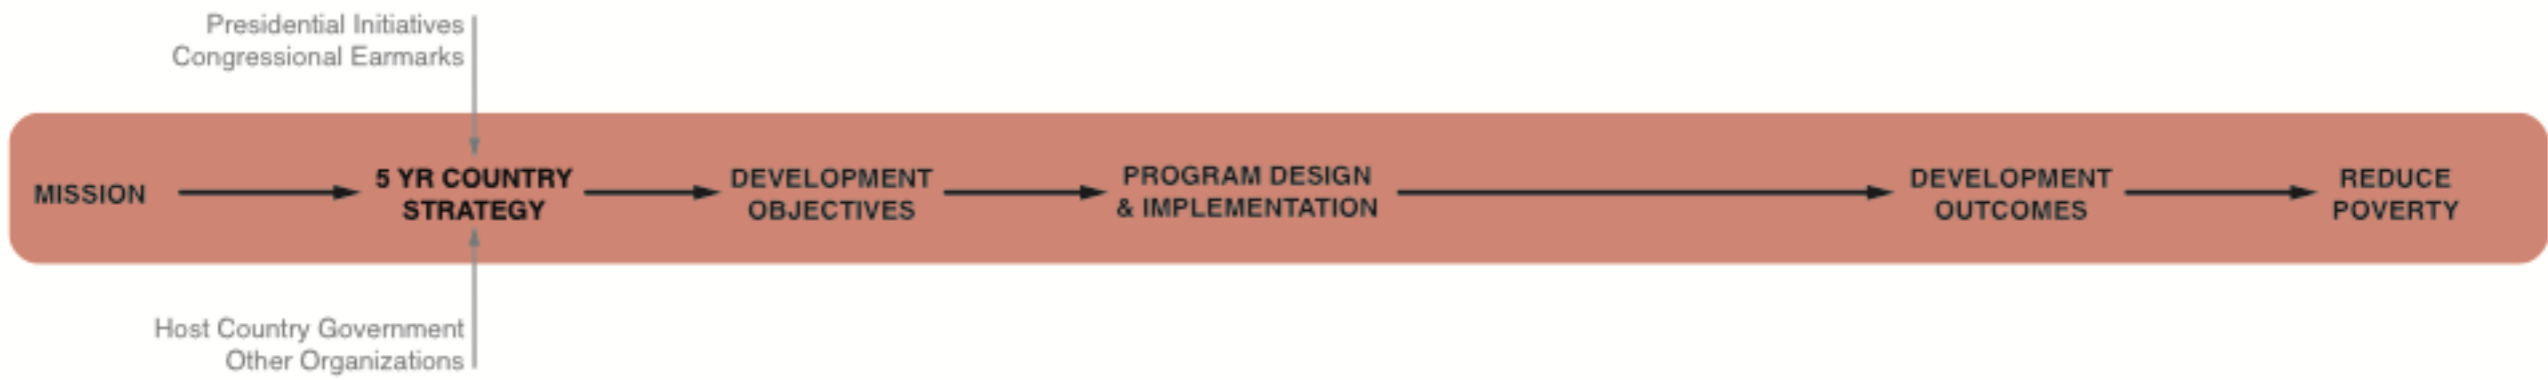 Presidential Initiatives
Congressional Earmarks
MISSION
5 YR COUNTRY
STRATEGY
DEVELOPMENT
OBJECTIVES
PROGRAM DESIGN
& IMPLEMENTATION
DEVELOPMENT
OUTCOMES
REDUCE
POVERTY
Host Country Government
Other Organizations